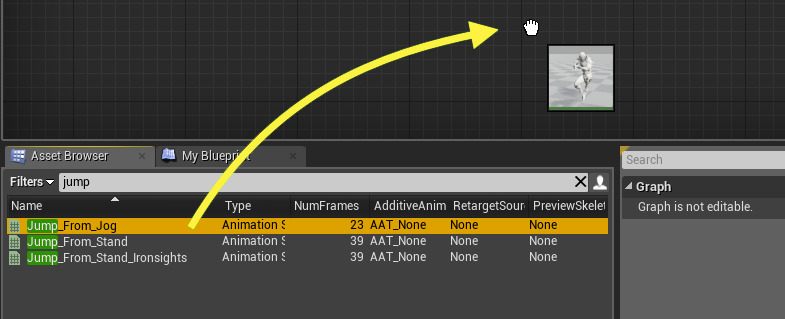 Asset Browser
My Blueprint
Search
Filters
jump
Graph
Name
Type
NumFrames
AdditiveAnim
RetargetSour
PreviewSkelet
Graph is not editable.
Jump_From_Jog Animation S 23 AAT_None None None
Jump_From_Stand Animation S 39 AAT_None None None
Jump_From_Stand_Ironsights Animation S 39 AAT_None None None